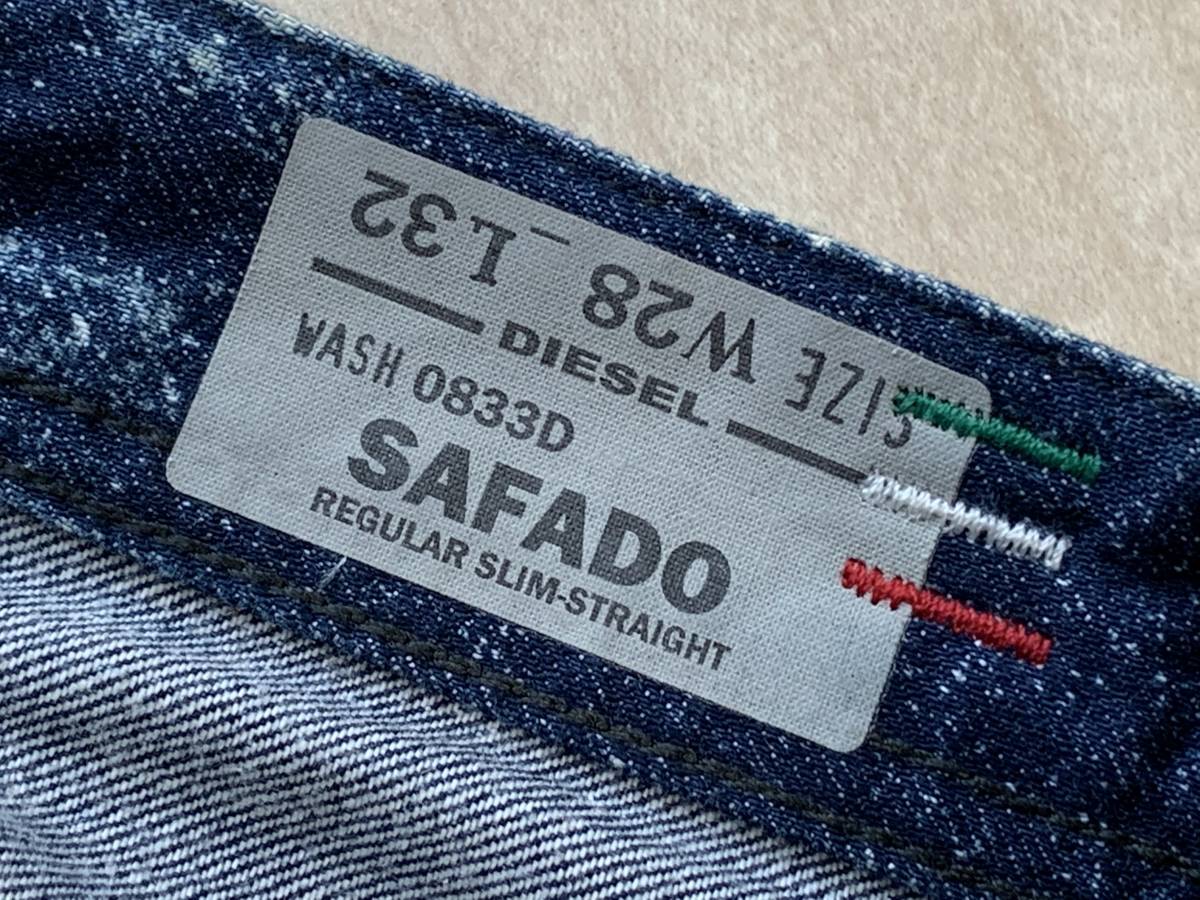 SIZE W28 _ L32
DIESEL
WASH 0833D
SAFADO
REGULAR SLIM-STRAIGHT